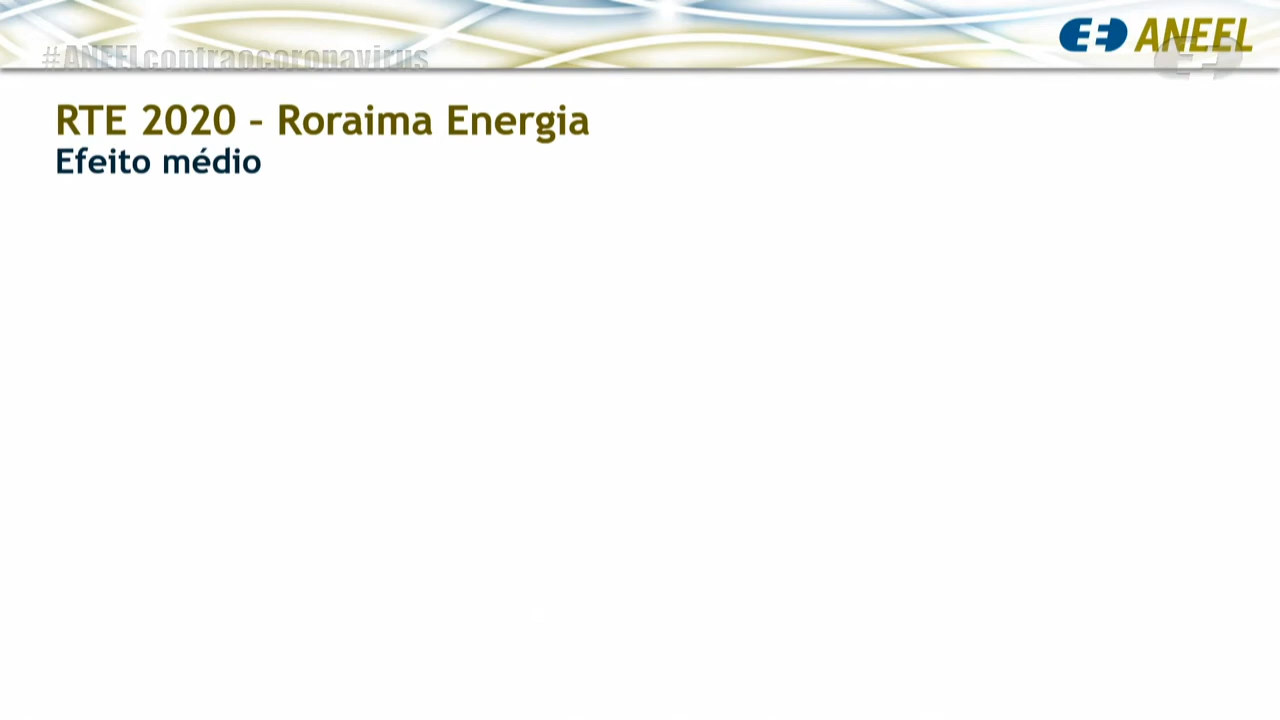 #ANEELcontraocoronavirus
ANEEL
RTE 2020 - Roraima Energia
Efeito médio